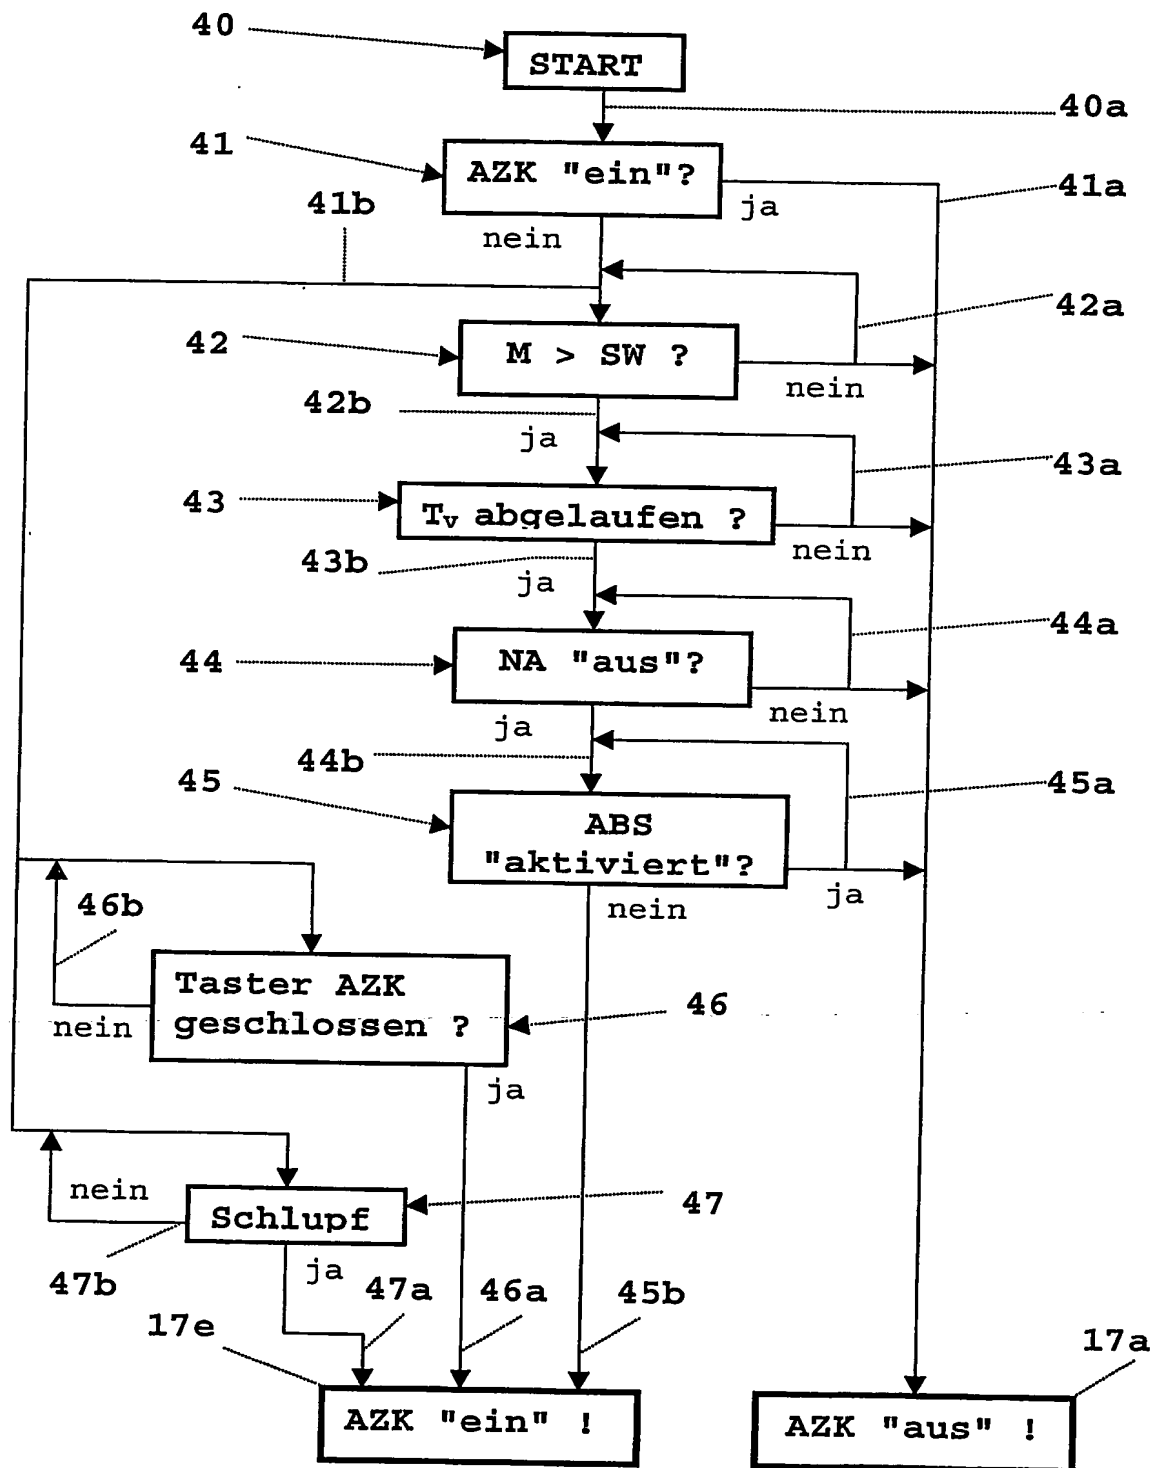 40
START
40a
41
AZK "ein"?
41a
41b
ja
nein
42a
42
M > SW ?
nein
42b
ja
43a
43
Tv abgelaufen ?
nein
43b
ja
44a
44
NA "aus"?
nein
ja
44b
45
45a
ABS
"aktiviert"?
ja
nein
46b
Taster AZK
geschlossen ?
46
nein
ja
nein
47
Schlupf
ja
47b
47a
46a
45b
17e
17a
AZK "ein" !
AZK "aus" !